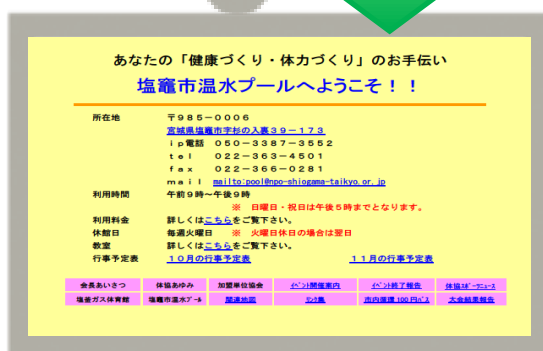 あなたの「健康づくり・体力づくり」のお手伝い
塩竈市温水プールへようこそ！！
所在地 〒９８５－０００６
宮城県塩竈市字杉の入裏３９－１７３
ｉｐ電話 ０５０－３３８７－３５５２
ｔｅｌ ０２２－３６３－４５０１
ｆａｘ ０２２－３６６－０２８１
ｍａｉｌ mailto:pool@npo-shiogama-taikyo.or.jp
利用時間 午前９時～午後９時
※ 日曜日・祝日は午後５時までとなります。
利用料金 詳しくはこちらをご覧下さい。
休館日 毎週火曜日 ※ 火曜日休日の場合は翌日
教室 詳しくはこちらをご覧下さい。
行事予定表 １０月の行事予定表 １１月の行事予定表
会長あいさつ 体協あゆみ 加盟単位協会 ｲﾍﾞﾝﾄ開催案内 ｲﾍﾞﾝﾄ終了報告 体協ｽﾎﾟｰﾂﾆｭｰｽ
塩釜ガス体育館 塩竈市温水ﾌﾟｰﾙ 関連地図 ﾘﾝｸ集 市内循環100円ﾊﾞｽ 大会結果報告